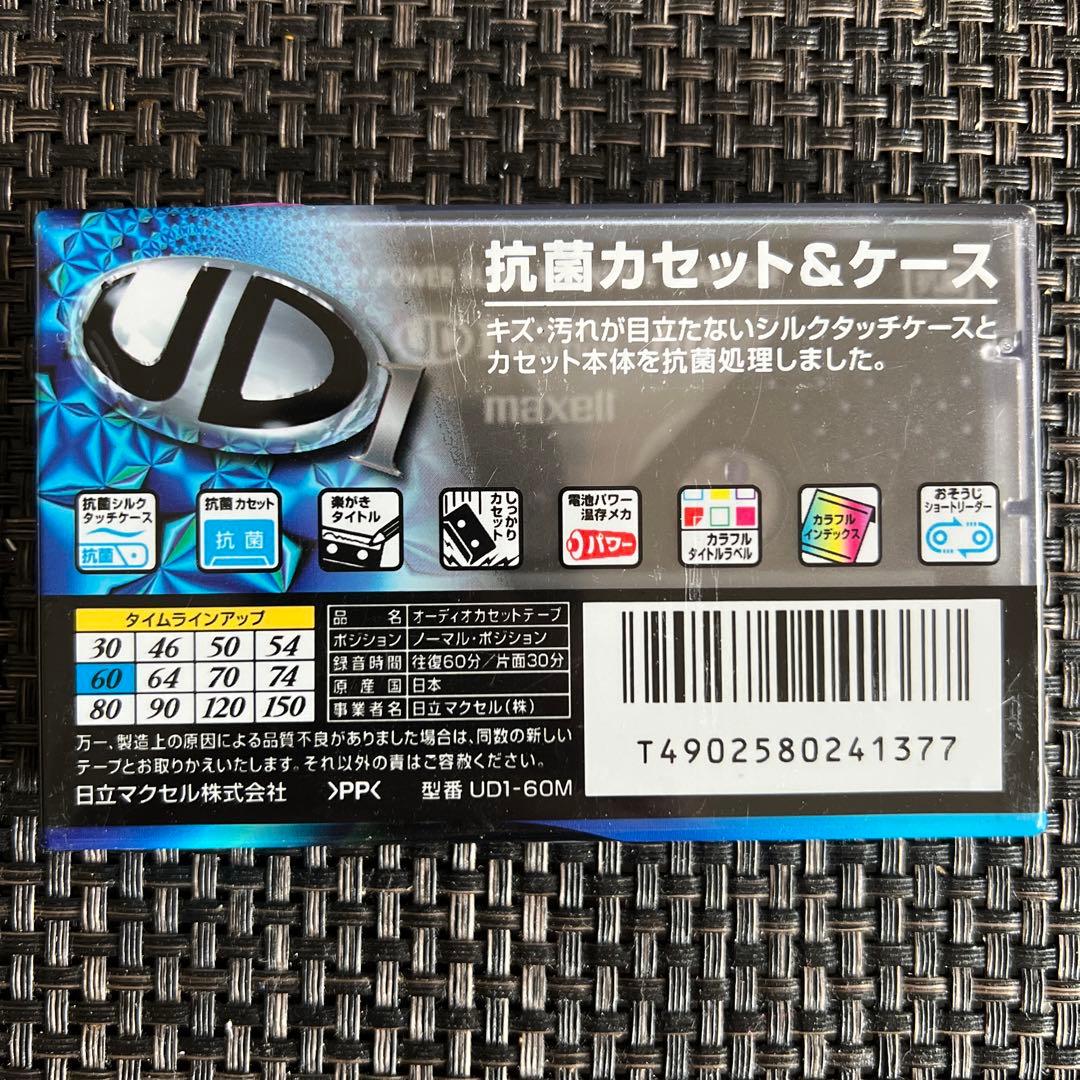 UD
I
抗菌カセット&ケース
キズ・汚れが目立たないシルクタッチケースと
カセット本体を抗菌処理しました。
UD
maxell
抗菌シルク
タッチケース
抗菌
抗菌カセット
抗菌
楽がき
タイトル
しっかり
カセット
電池パワー
温存メカ
パワー
カラフル
タイトルラベル
カラフル
インデックス
おそうじ
ショートリーダー
タイムラインアップ
30 46 50 54
60 64 70 74
80 90 120 150
品名 オーディオカセットテープ
ポジション ノーマル・ポジション
録音時間 往復60分/片面30分
原産国 日本
事業者名 日立マクセル(株)
万一、製造上の原因による品質不良がありました場合は、同数の新しい
テープとお取りかえいたします。それ以外の責はご容赦ください。
日立マクセル株式会社 >PP< 型番 UD1-60M
T4902580241377